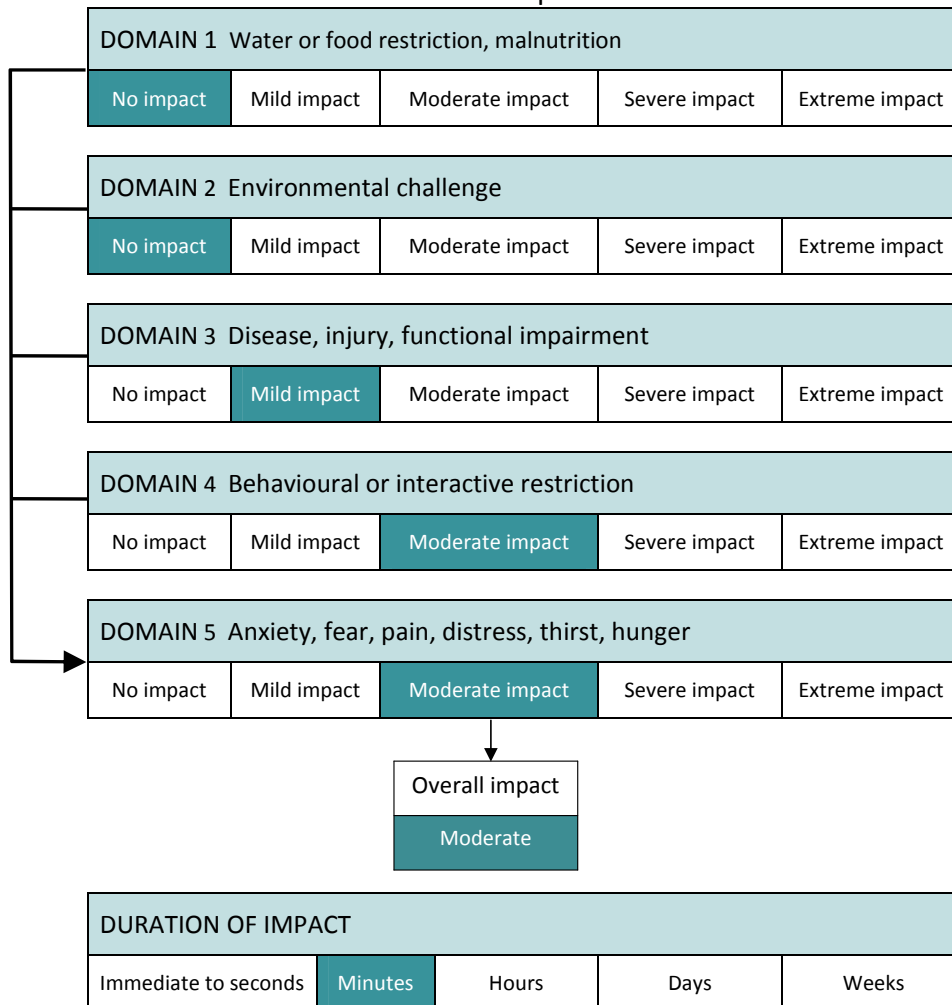 DOMAIN 1 Water or food restriction, malnutrition
No impact Mild impact Moderate impact Severe impact Extreme impact
DOMAIN 2 Environmental challenge
No impact Mild impact Moderate impact Severe impact Extreme impact
DOMAIN 3 Disease, injury, functional impairment
No impact Mild impact Moderate impact Severe impact Extreme impact
DOMAIN 4 Behavioural or interactive restriction
No impact Mild impact Moderate impact Severe impact Extreme impact
DOMAIN 5 Anxiety, fear, pain, distress, thirst, hunger
No impact Mild impact Moderate impact Severe impact Extreme impact
Overall impact
Moderate
DURATION OF IMPACT
Immediate to seconds Minutes Hours Days Weeks